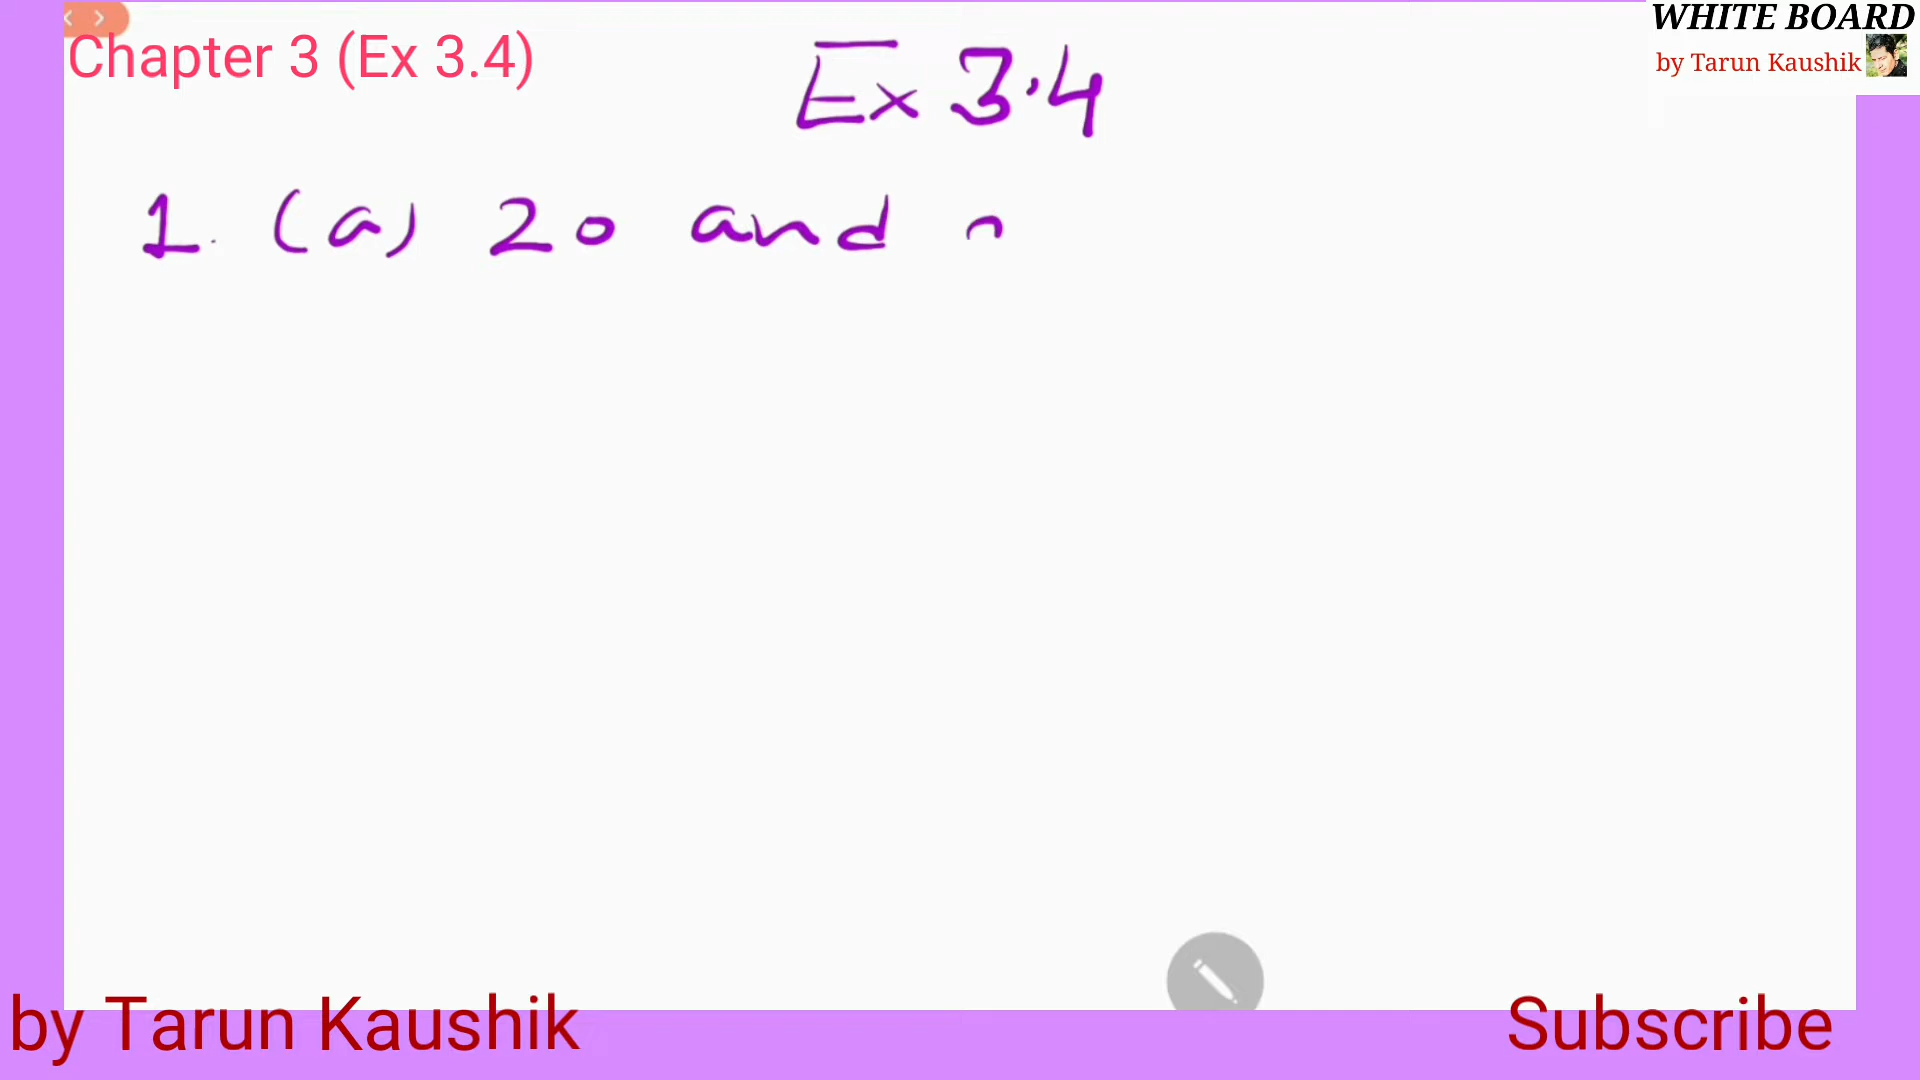 WHITE BOARD
by Tarun Kaushik
Chapter 3 (Ex 3.4)
Ex 3.4
1. (a) 20 and
by Tarun Kaushik
Subscribe